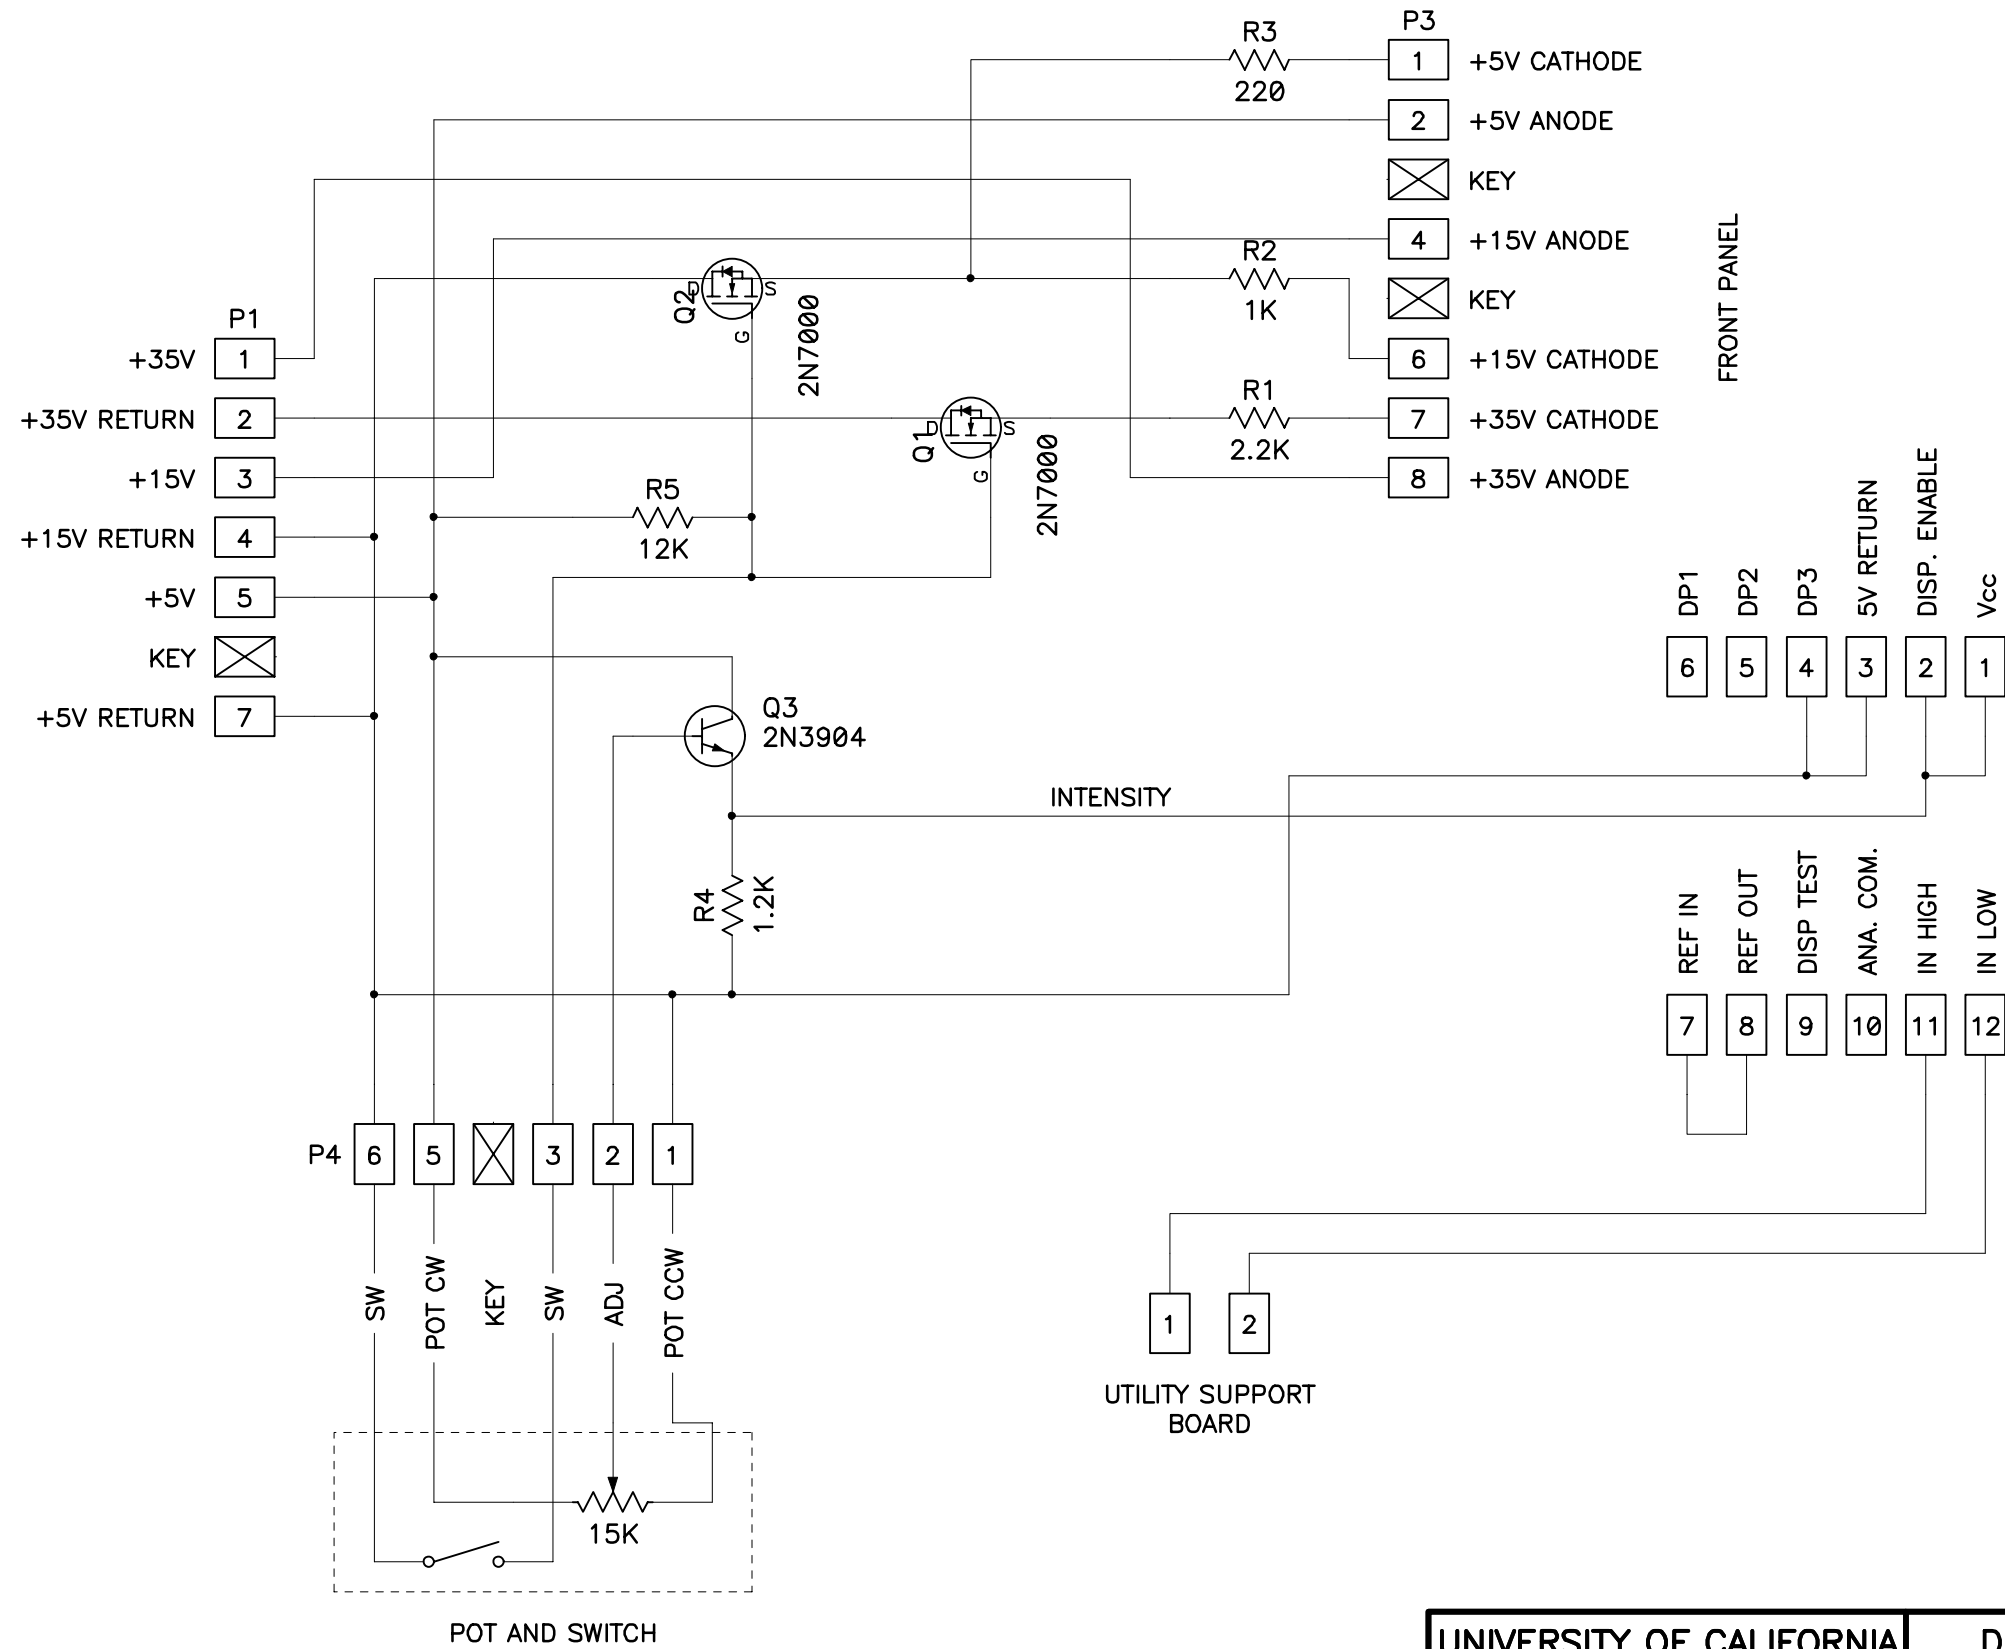 R3
220
P3
1 +5V CATHODE
2 +5V ANODE
KEY
4 +15V ANODE
KEY
6 +15V CATHODE
7 +35V CATHODE
8 +35V ANODE
FRONT PANEL
R2
1K
R1
2.2K
Q2
D
S
G
2N7000
Q1
D
S
G
2N7000
P1
+35V 1
+35V RETURN 2
+15V 3
+15V RETURN 4
+5V 5
KEY
+5V RETURN 7
R5
12K
Q3
2N3904
INTENSITY
R4
1.2K
DP1
DP2
DP3
5V RETURN
DISP. ENABLE
Vcc
6 5 4 3 2 1
REF IN
REF OUT
DISP TEST
ANA. COM.
IN HIGH
IN LOW
7 8 9 10 11 12
P4 6 5 3 2 1
SW
POT CW
KEY
SW
ADJ
POT CCW
1 2
UTILITY SUPPORT
BOARD
15K
POT AND SWITCH
UNIVERSITY OF CALIFORNIA
D